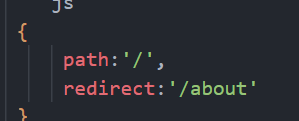 js
{
path:'/',
redirect:'/about'
}